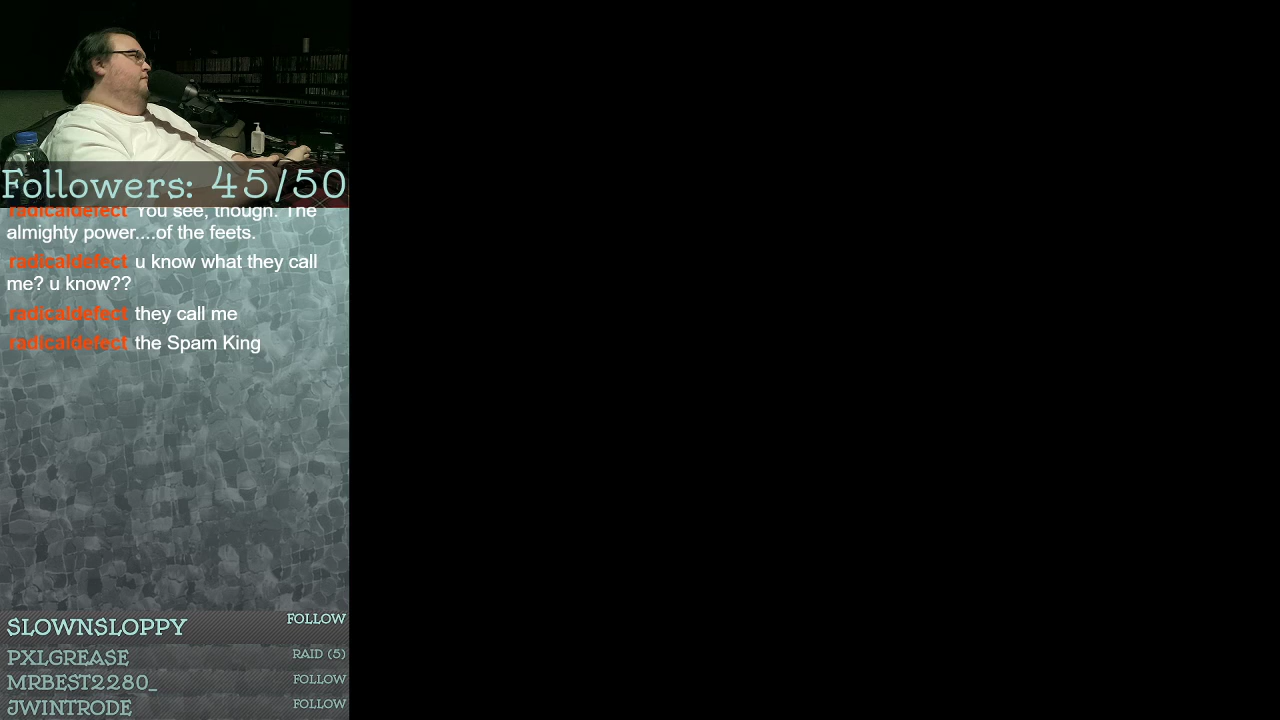 Followers: 45/50
radicaldefect You see, though. The
almighty power....of the feets.
radicaldefect u know what they call
me? u know??
radicaldefect they call me
radicaldefect the Spam King
SLOWNSLOPPY FOLLOW
PXLGREASE RAID (5)
MRBEST2280_ FOLLOW
JWINTRODE FOLLOW